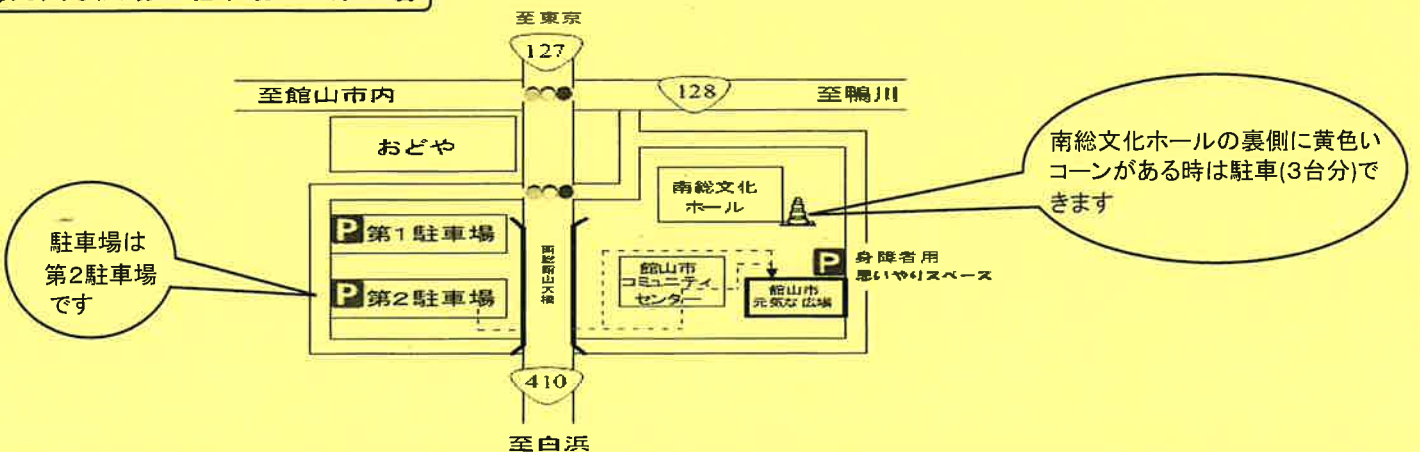 至東京
127
至館山市内
128
至鴨川
おどや
南総文化
ホール
南総文化ホールの裏側に黄色い
コーンがある時は駐車(3台分)で
きます
駐車場は
第2駐車場
です
P 第1駐車場
P 第2駐車場
館山市
コミュニティ
センター
P 身障者用
思いやりスペース
館山市
元気な広場
410
至白浜